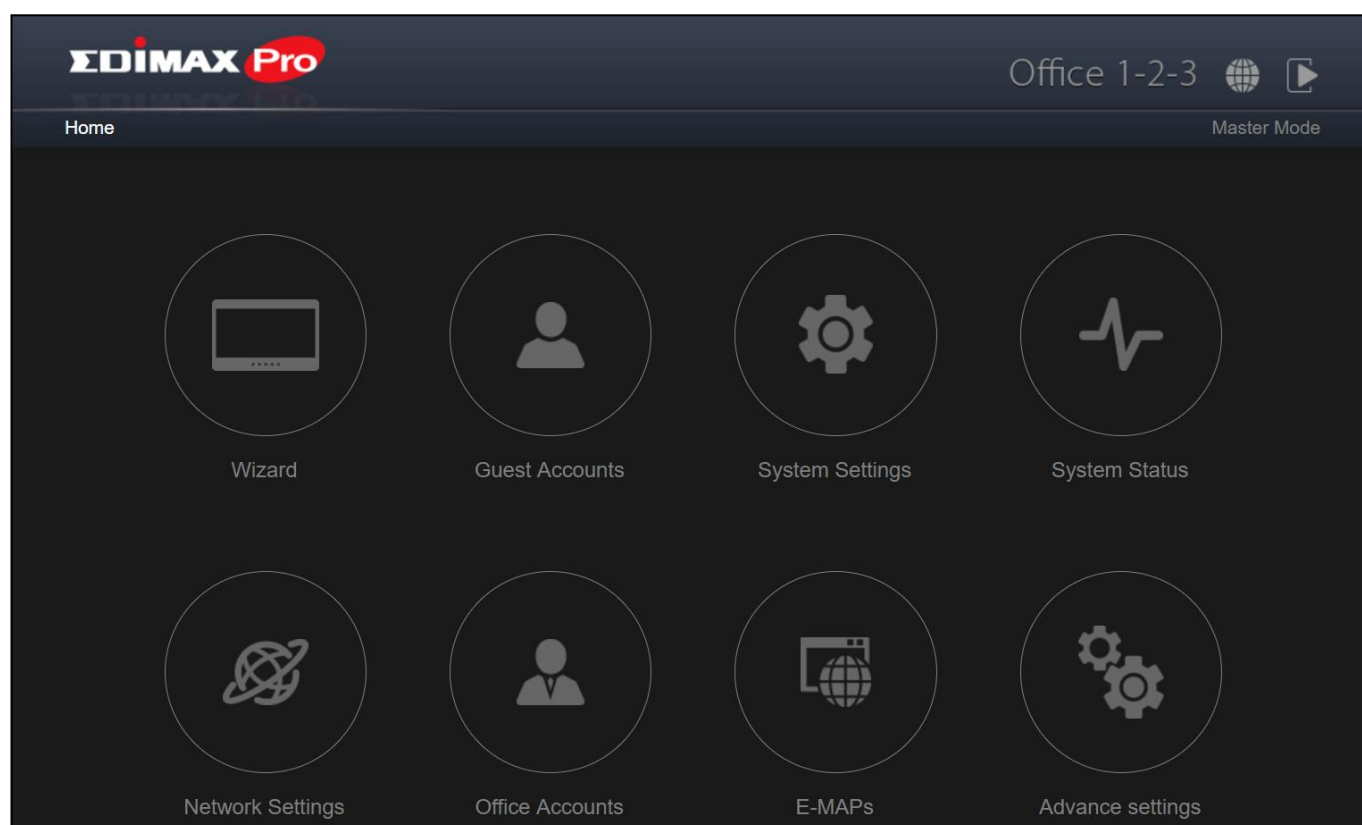 EDIMAX Pro
Office 1-2-3
Home
Master Mode
Wizard
Guest Accounts
System Settings
System Status
Network Settings
Office Accounts
E-MAPs
Advance settings